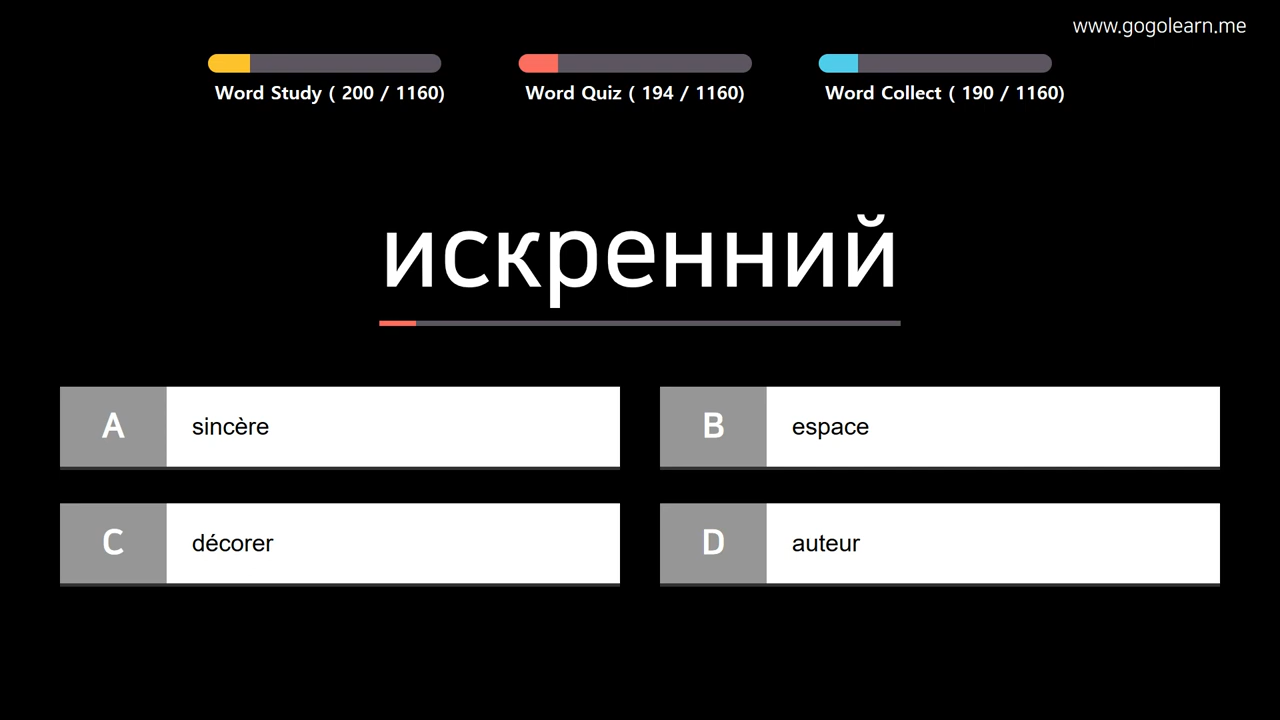 www.gogolearn.me
Word Study ( 200 / 1160)
Word Quiz ( 194 / 1160)
Word Collect ( 190 / 1160)
искренний
A sincère
B espace
C décorer
D auteur